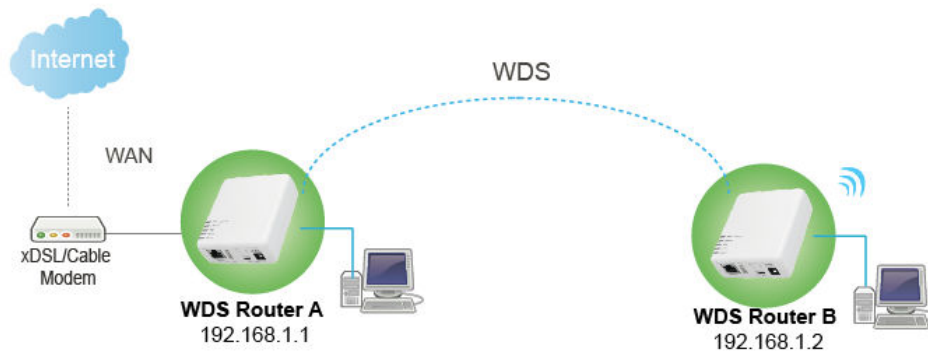 Internet
WDS
WAN
xDSL/Cable
Modem
WDS Router A
192.168.1.1
WDS Router B
192.168.1.2